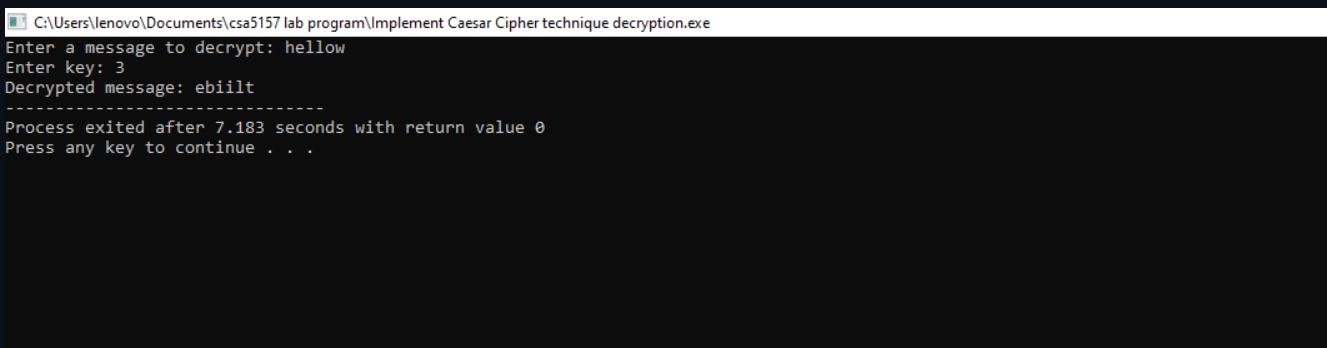 C:\Users\lenovo\Documents\csa5157 lab program\Implement Caesar Cipher technique decryption.exe
Enter a message to decrypt: hellow
Enter key: 3
Decrypted message: ebiilt
--------------------------------
Process exited after 7.183 seconds with return value 0
Press any key to continue . . .